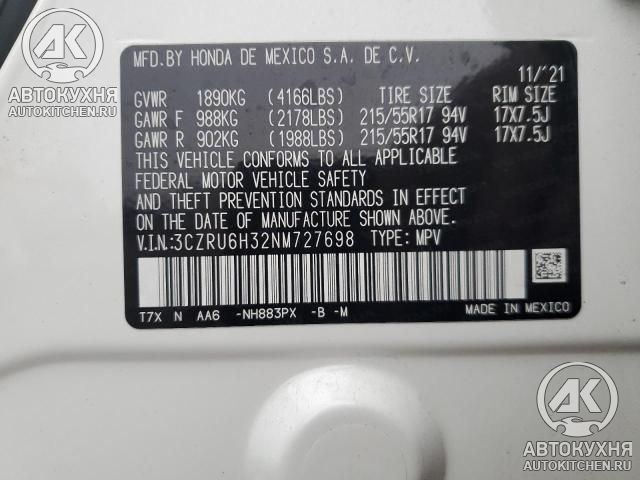 MFD.BY HONDA DE MEXICO S.A. DE C.V.
11/'21
GVWR 1890KG (4166LBS) TIRE SIZE RIM SIZE
GAWR F 988KG (2178LBS) 215/55R17 94V 17X7.5J
GAWR R 902KG (1988LBS) 215/55R17 94V 17X7.5J
THIS VEHICLE CONFORMS TO ALL APPLICABLE
FEDERAL MOTOR VEHICLE SAFETY
AND THEFT PREVENTION STANDARDS IN EFFECT
ON THE DATE OF MANUFACTURE SHOWN ABOVE.
V.I.N.:3CZRU6H32NM727698 TYPE: MPV
T7X N AA6 -NH883PX -B -M
MADE IN MEXICO
AK
АВТОКУХНЯ
AUTOKITCHEN.RU
AK
АВТОКУХНЯ
AUTOKITCHEN.RU